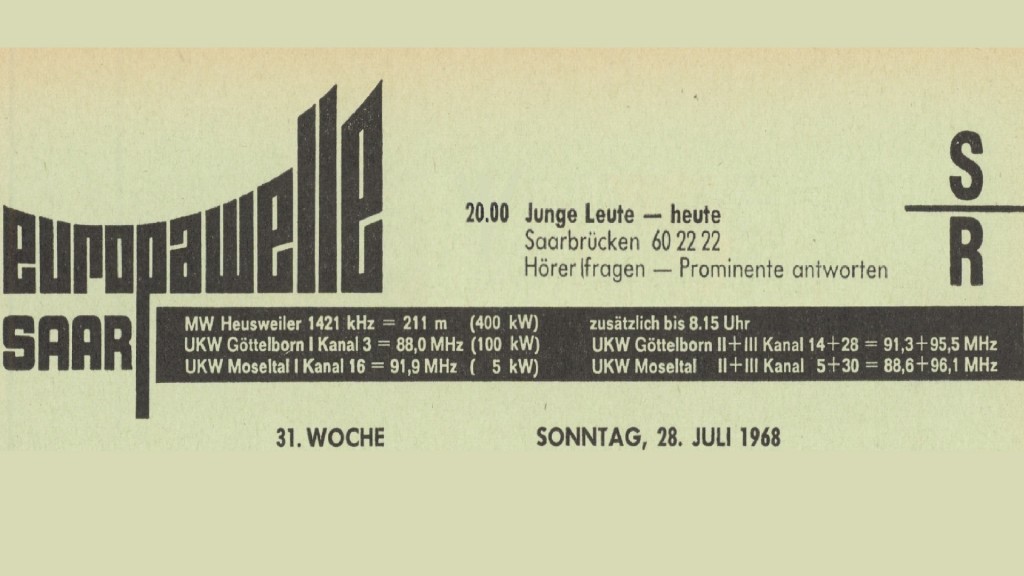 europawelle
SAAR
S
R
20.00 Junge Leute — heute
Saarbrücken 60 22 22
Hörer|fragen — Prominente antworten
MW Heusweiler 1421 kHz = 211 m (400 kW)
UKW Göttelborn I Kanal 3 = 88,0 MHz (100 kW)
UKW Moseltal I Kanal 16 = 91,9 MHz ( 5 kW)
zusätzlich bis 8.15 Uhr
UKW Göttelborn II+III Kanal 14+28 = 91,3+95,5 MHz
UKW Moseltal II+III Kanal 5+30 = 88,6+96,1 MHz
31. WOCHE
SONNTAG, 28. JULI 1968